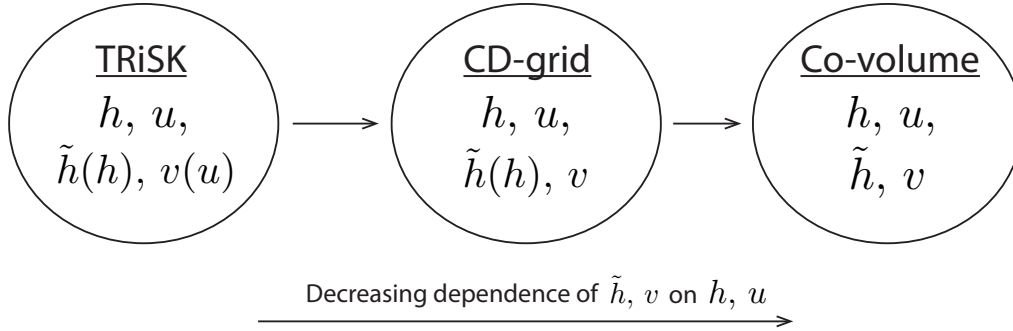 TRiSK
h, u,
h̃(h), v(u)
CD-grid
h, u,
h̃(h), v
Co-volume
h, u,
h̃, v
Decreasing dependence of h̃, v on h, u